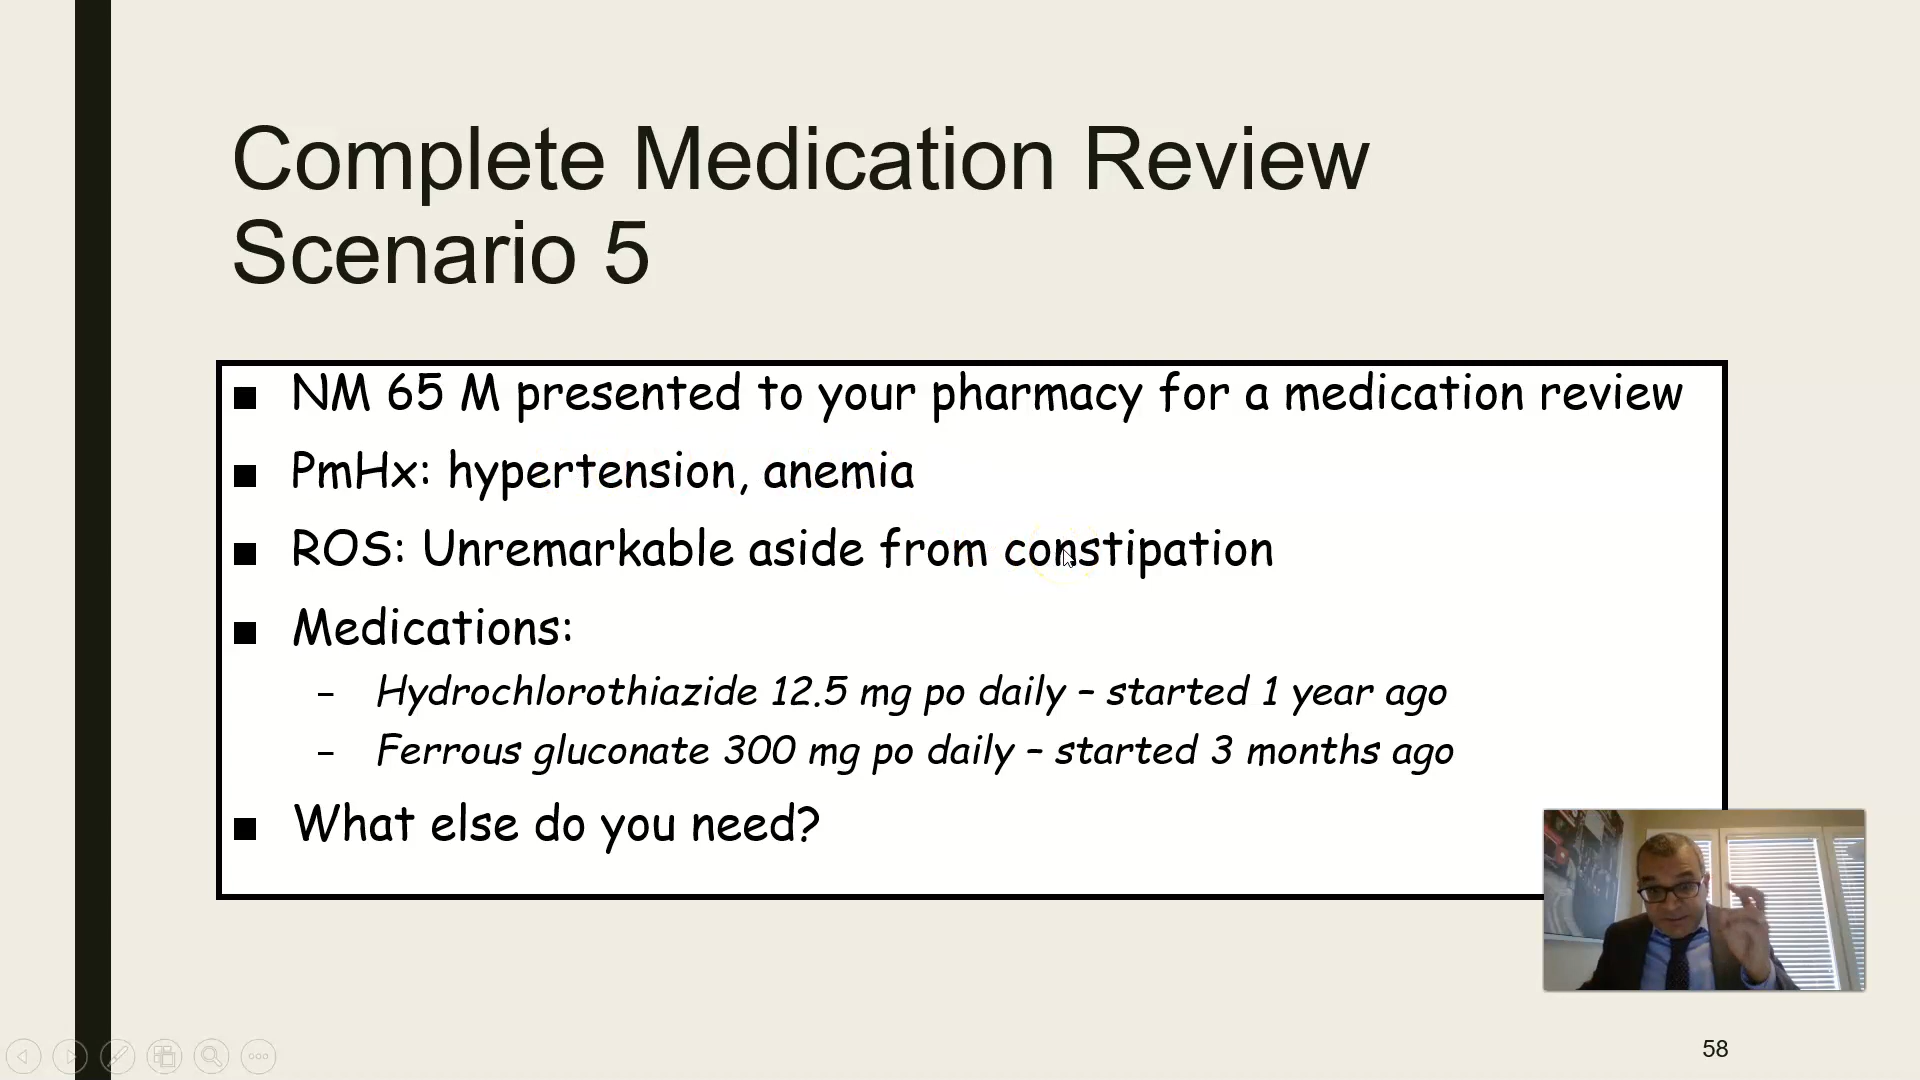 Complete Medication Review
Scenario 5
■ NM 65 M presented to your pharmacy for a medication review
■ PmHx: hypertension, anemia
■ ROS: Unremarkable aside from constipation
■ Medications:
– Hydrochlorothiazide 12.5 mg po daily – started 1 year ago
– Ferrous gluconate 300 mg po daily – started 3 months ago
■ What else do you need?
58